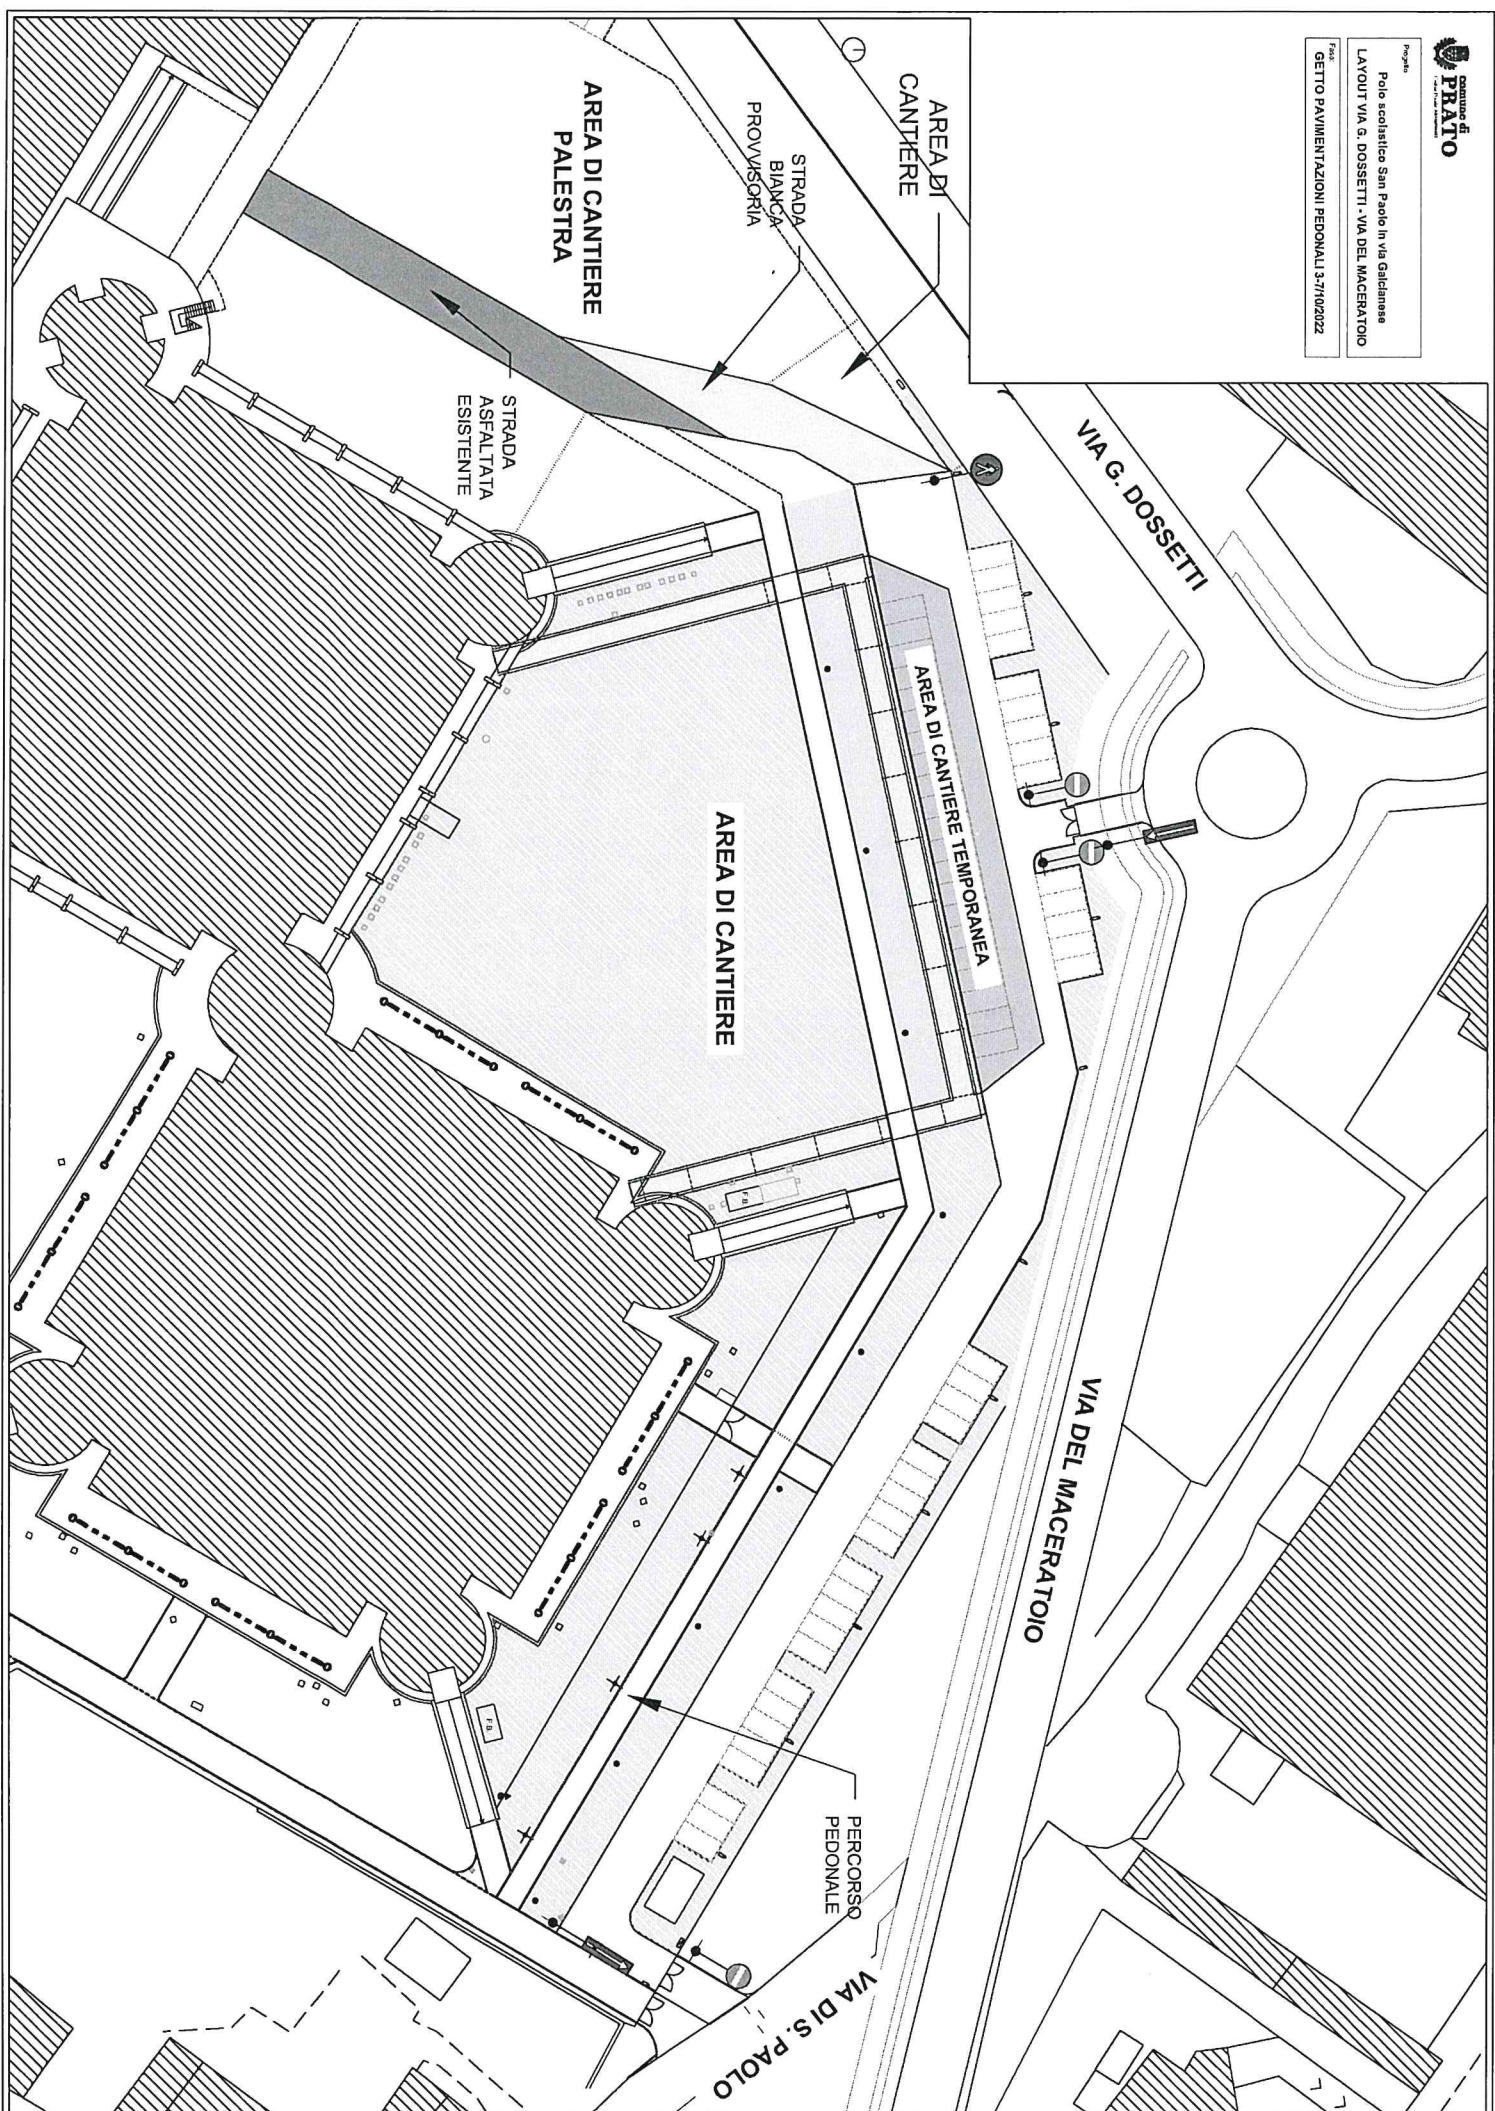 comune di
PRATO
Progetto
Polo scolastico San Paolo in via Galcianese
LAYOUT VIA G. DOSSETTI - VIA DEL MACERATOIO
Fase:
GETTO PAVIMENTAZIONI PEDONALI 3-7/10/2022
AREA DI
CANTIERE
STRADA
BIANCA
PROVVISORIA
AREA DI CANTIERE
PALESTRA
STRADA
ASFALTATA
ESISTENTE
VIA G. DOSSETTI
AREA DI CANTIERE TEMPORANEA
AREA DI CANTIERE
F.B.
VIA DEL MACERATOIO
F.B.
PERCORSO
PEDONALE
VIA DI S. PAOLO